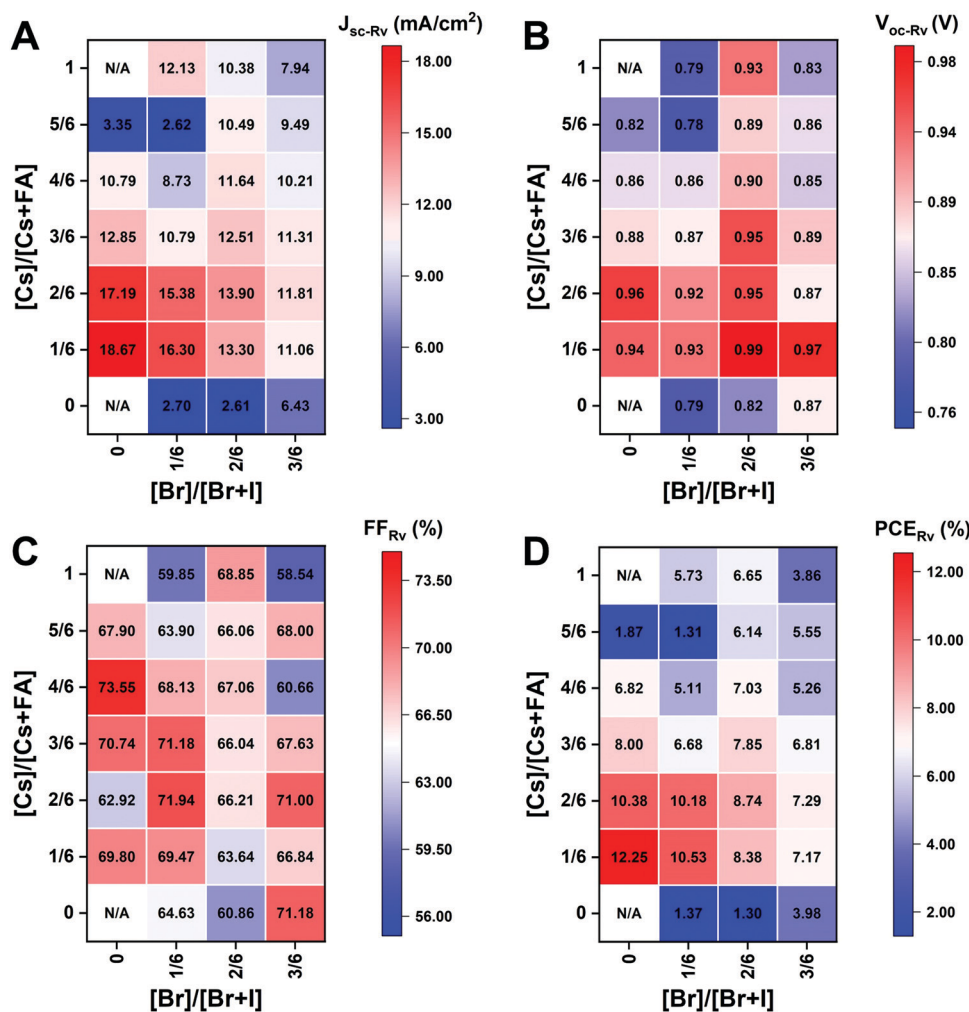 A
J_sc-Rv (mA/cm²)
1 N/A 12.13 10.38 7.94
5/6 3.35 2.62 10.49 9.49
4/6 10.79 8.73 11.64 10.21
3/6 12.85 10.79 12.51 11.31
2/6 17.19 15.38 13.90 11.81
1/6 18.67 16.30 13.30 11.06
0 N/A 2.70 2.61 6.43
0 1/6 2/6 3/6
[Cs]/[Cs+FA]
[Br]/[Br+I]
18.00
15.00
12.00
9.00
6.00
3.00
B
V_oc-Rv (V)
1 N/A 0.79 0.93 0.83
5/6 0.82 0.78 0.89 0.86
4/6 0.86 0.86 0.90 0.85
3/6 0.88 0.87 0.95 0.89
2/6 0.96 0.92 0.95 0.87
1/6 0.94 0.93 0.99 0.97
0 N/A 0.79 0.82 0.87
0 1/6 2/6 3/6
[Cs]/[Cs+FA]
[Br]/[Br+I]
0.98
0.94
0.89
0.85
0.80
0.76
C
FF_Rv (%)
1 N/A 59.85 68.85 58.54
5/6 67.90 63.90 66.06 68.00
4/6 73.55 68.13 67.06 60.66
3/6 70.74 71.18 66.04 67.63
2/6 62.92 71.94 66.21 71.00
1/6 69.80 69.47 63.64 66.84
0 N/A 64.63 60.86 71.18
0 1/6 2/6 3/6
[Cs]/[Cs+FA]
[Br]/[Br+I]
73.50
70.00
66.50
63.00
59.50
56.00
D
PCE_Rv (%)
1 N/A 5.73 6.65 3.86
5/6 1.87 1.31 6.14 5.55
4/6 6.82 5.11 7.03 5.26
3/6 8.00 6.68 7.85 6.81
2/6 10.38 10.18 8.74 7.29
1/6 12.25 10.53 8.38 7.17
0 N/A 1.37 1.30 3.98
0 1/6 2/6 3/6
[Cs]/[Cs+FA]
[Br]/[Br+I]
12.00
10.00
8.00
6.00
4.00
2.00